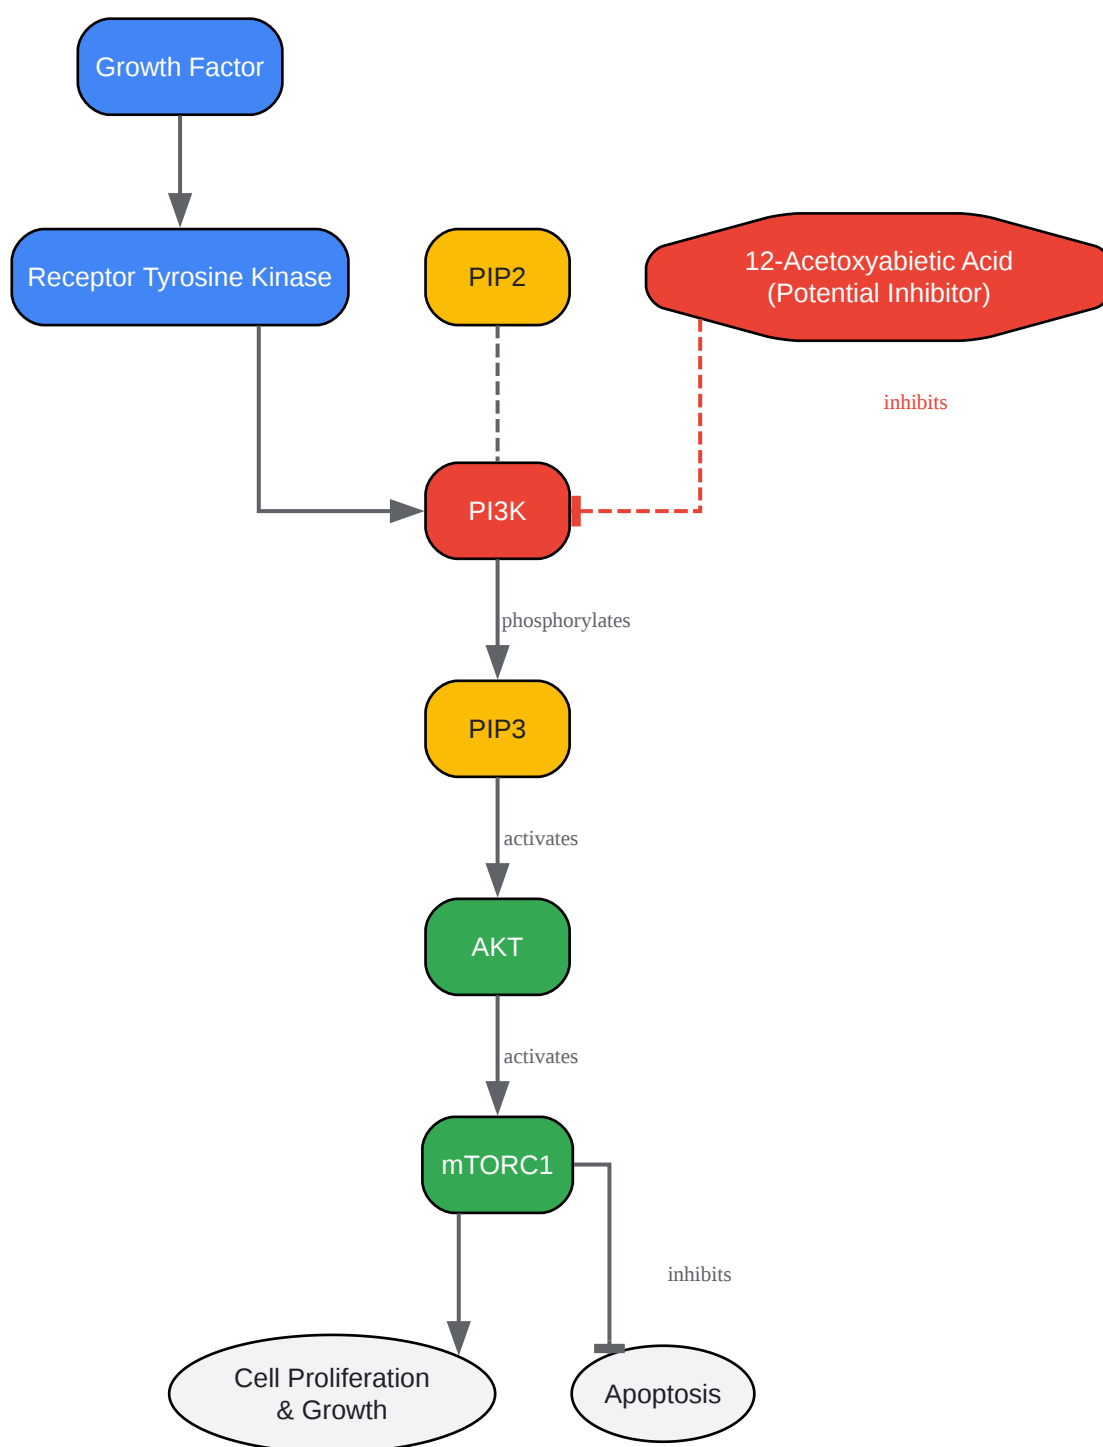 Growth Factor
Receptor Tyrosine Kinase
PIP2
12-Acetoxyabietic Acid
(Potential Inhibitor)
inhibits
PI3K
phosphorylates
PIP3
activates
AKT
activates
mTORC1
inhibits
Cell Proliferation
& Growth
Apoptosis